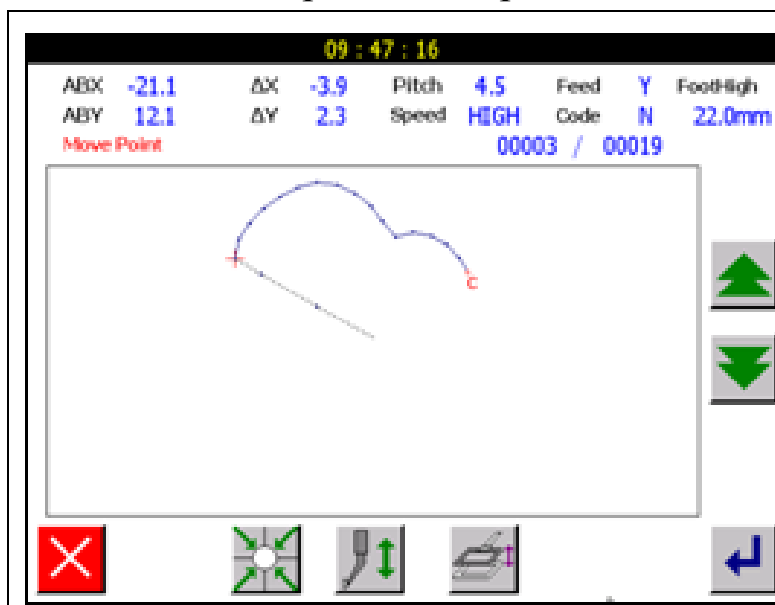 09 : 47 : 16
ABX -21.1 ΔX -3.9 Pitch 4.5 Feed Y FootHigh
ABY 12.1 ΔY 2.3 Speed HIGH Code N 22.0mm
Move Point 00003 / 00019
C